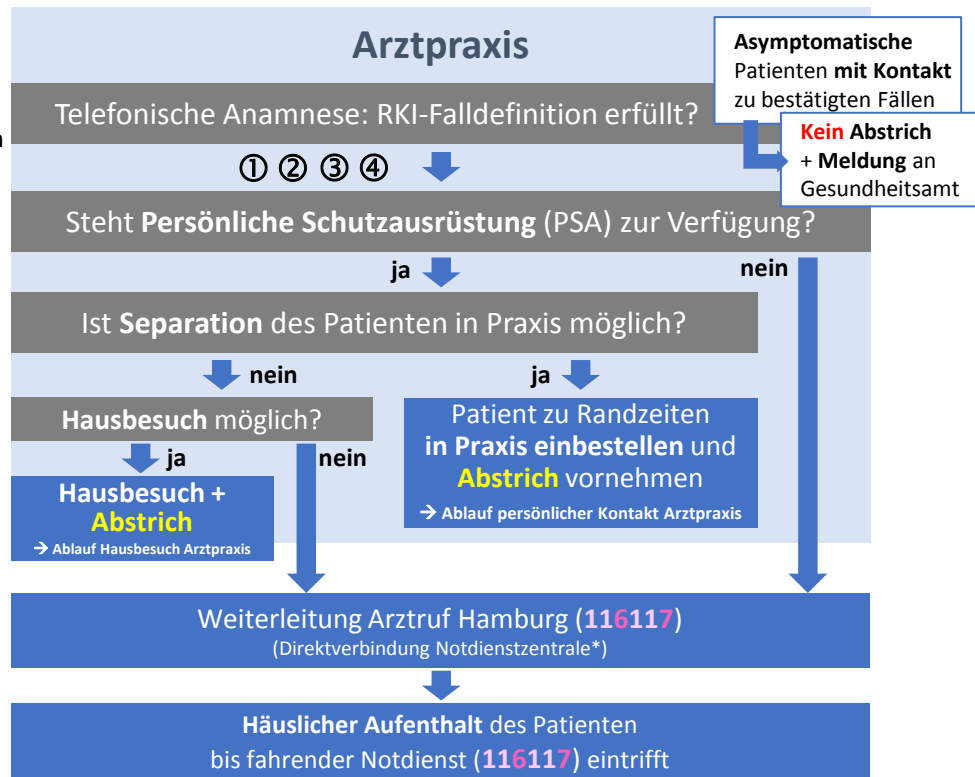 Arztpraxis
Asymptomatische
Patienten mit Kontakt
zu bestätigten Fällen
Kein Abstrich
+ Meldung an
Gesundheitsamt
Telefonische Anamnese: RKI-Falldefinition erfüllt?
① ② ③ ④
Steht Persönliche Schutzausrüstung (PSA) zur Verfügung?
ja
nein
Ist Separation des Patienten in Praxis möglich?
nein
ja
Hausbesuch möglich?
ja
nein
Hausbesuch +
Abstrich
→ Ablauf Hausbesuch Arztpraxis
Patient zu Randzeiten
in Praxis einbestellen und
Abstrich vornehmen
→ Ablauf persönlicher Kontakt Arztpraxis
Weiterleitung Arztruf Hamburg (116117)
(Direktverbindung Notdienstzentrale*)
Häuslicher Aufenthalt des Patienten
bis fahrender Notdienst (116117) eintrifft